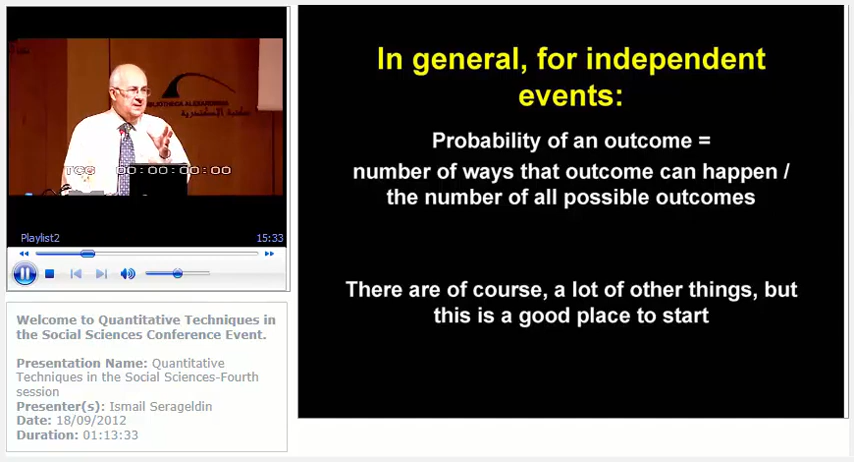 BIBLIOTHECA ALEXANDRINA
مكتبة الإسكندرية
TCG 00:00:00:00
Playlist2 15:33
Welcome to Quantitative Techniques in
the Social Sciences Conference Event.
Presentation Name: Quantitative
Techniques in the Social Sciences-Fourth
session
Presenter(s): Ismail Serageldin
Date: 18/09/2012
Duration: 01:13:33
In general, for independent
events:
Probability of an outcome =
number of ways that outcome can happen /
the number of all possible outcomes
There are of course, a lot of other things, but
this is a good place to start